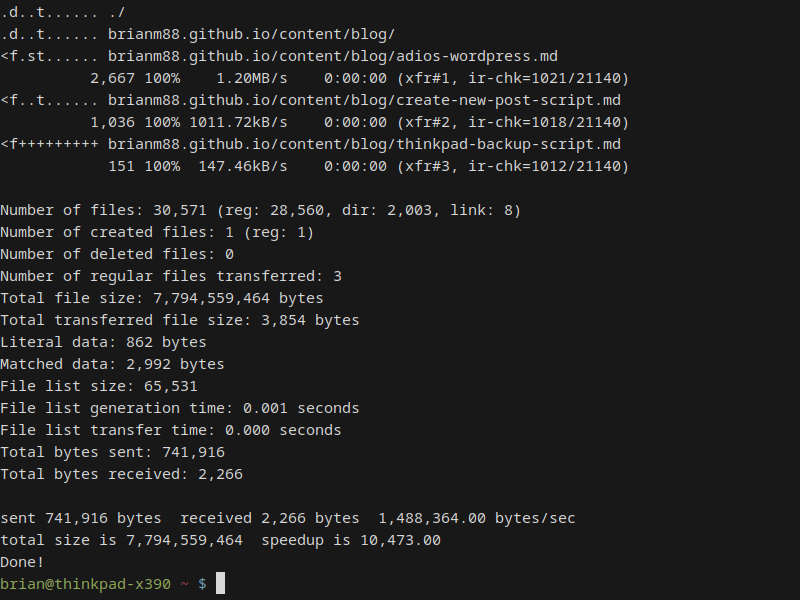 .d..t...... ./
.d..t...... brianm88.github.io/content/blog/
<f.st...... brianm88.github.io/content/blog/adios-wordpress.md
          2,667 100%    1.20MB/s    0:00:00 (xfr#1, ir-chk=1021/21140)
<f..t...... brianm88.github.io/content/blog/create-new-post-script.md
          1,036 100% 1011.72kB/s    0:00:00 (xfr#2, ir-chk=1018/21140)
<f+++++++++ brianm88.github.io/content/blog/thinkpad-backup-script.md
            151 100%  147.46kB/s    0:00:00 (xfr#3, ir-chk=1012/21140)

Number of files: 30,571 (reg: 28,560, dir: 2,003, link: 8)
Number of created files: 1 (reg: 1)
Number of deleted files: 0
Number of regular files transferred: 3
Total file size: 7,794,559,464 bytes
Total transferred file size: 3,854 bytes
Literal data: 862 bytes
Matched data: 2,992 bytes
File list size: 65,531
File list generation time: 0.001 seconds
File list transfer time: 0.000 seconds
Total bytes sent: 741,916
Total bytes received: 2,266

sent 741,916 bytes  received 2,266 bytes  1,488,364.00 bytes/sec
total size is 7,794,559,464  speedup is 10,473.00
Done!
brian@thinkpad-x390 ~ $